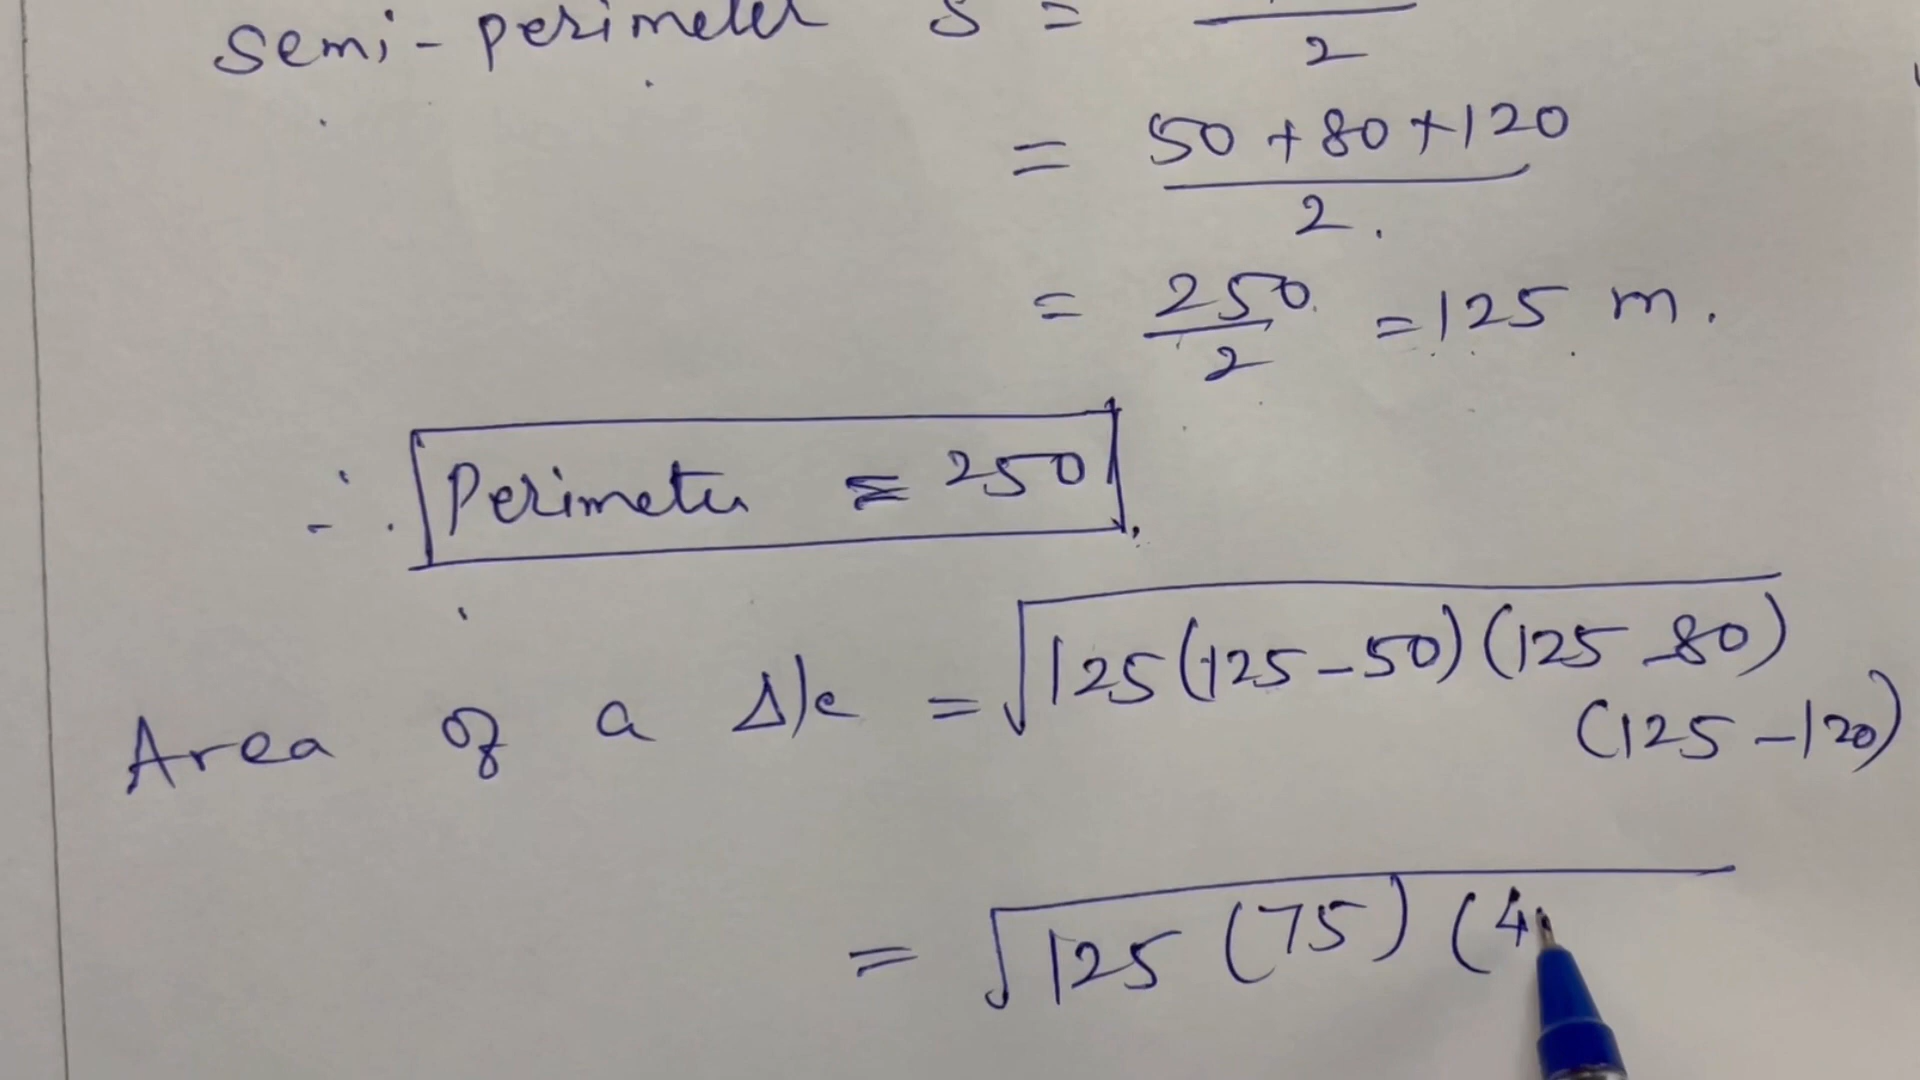 semi-perimeter s =
2
= 50+80+120
2.
= 250 = 125 m.
2
∴ Perimeter = 250.
Area of a Δle = √125(125-50)(125-80)
(125-120)
= √125 (75) (4